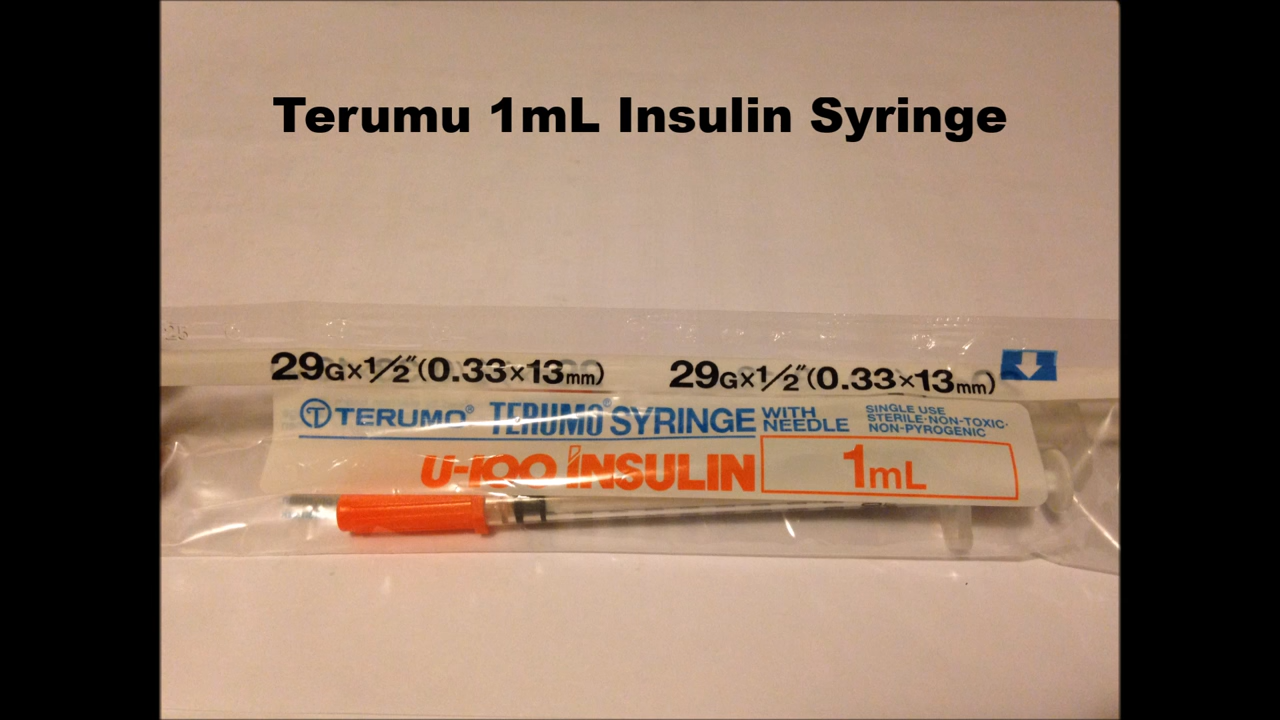 Terumu 1mL Insulin Syringe
29G×1/2"(0.33×13mm) 29G×1/2"(0.33×13mm)
TERUMO® TERUMO® SYRINGE WITH NEEDLE
SINGLE USE
STERILE·NON-TOXIC·
NON-PYROGENIC
U-100 INSULIN 1mL